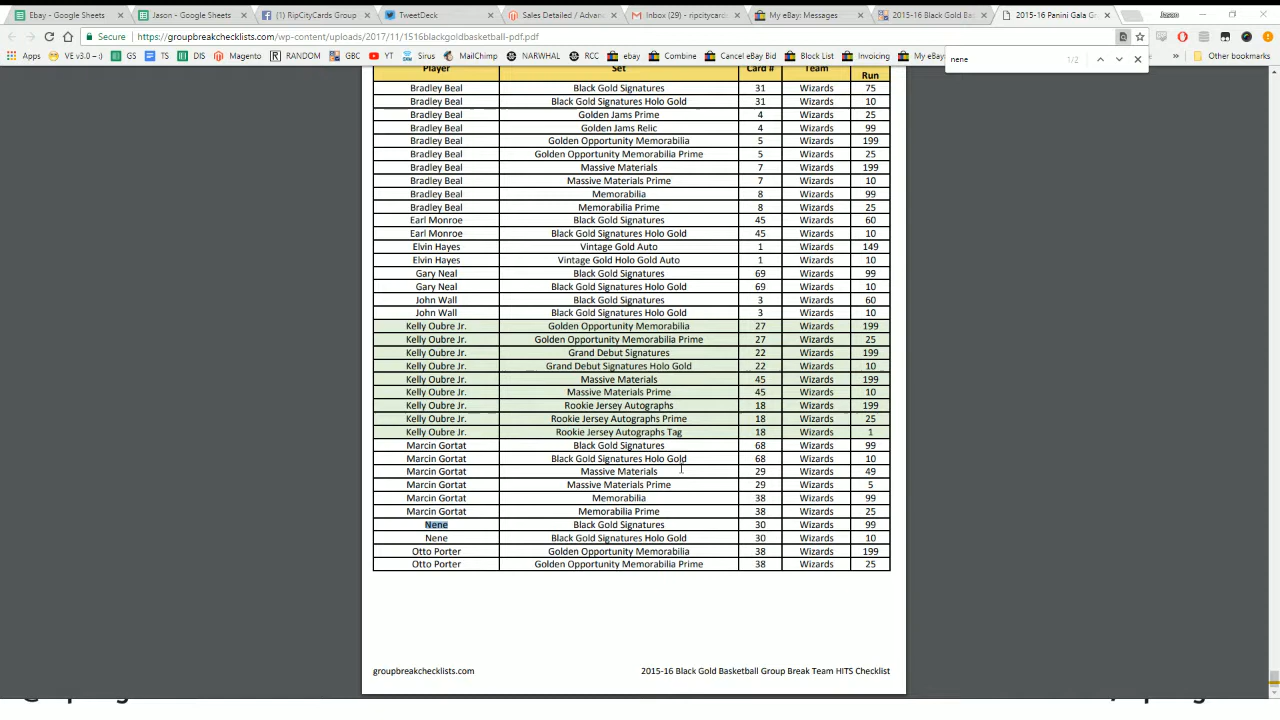 Ebay - Google Sheets
Jason - Google Sheets
(1) RipCityCards Group
TweetDeck
Sales Detailed / Advan
Inbox (29) - ripcitycard
My eBay: Messages
2015-16 Black Gold Bas
2015-16 Panini Gala Gr
Jason
Secure
https://groupbreakchecklists.com/wp-content/uploads/2017/11/1516blackgoldbasketball-pdf.pdf
Apps VE v3.0 --- GS TS DIS Magento RANDOM GBC YT Sirus MailChimp NARWHAL RCC ebay Combine Cancel eBay Bid Block List Invoicing My eBay » Other bookmarks
nene 1/2
Player Set Card # Team Run
Bradley Beal Black Gold Signatures 31 Wizards 75
Bradley Beal Black Gold Signatures Holo Gold 31 Wizards 10
Bradley Beal Golden Jams Prime 4 Wizards 25
Bradley Beal Golden Jams Relic 4 Wizards 99
Bradley Beal Golden Opportunity Memorabilia 5 Wizards 199
Bradley Beal Golden Opportunity Memorabilia Prime 5 Wizards 25
Bradley Beal Massive Materials 7 Wizards 199
Bradley Beal Massive Materials Prime 7 Wizards 10
Bradley Beal Memorabilia 8 Wizards 99
Bradley Beal Memorabilia Prime 8 Wizards 25
Earl Monroe Black Gold Signatures 45 Wizards 60
Earl Monroe Black Gold Signatures Holo Gold 45 Wizards 10
Elvin Hayes Vintage Gold Auto 1 Wizards 149
Elvin Hayes Vintage Gold Holo Gold Auto 1 Wizards 10
Gary Neal Black Gold Signatures 69 Wizards 99
Gary Neal Black Gold Signatures Holo Gold 69 Wizards 10
John Wall Black Gold Signatures 3 Wizards 60
John Wall Black Gold Signatures Holo Gold 3 Wizards 10
Kelly Oubre Jr. Golden Opportunity Memorabilia 27 Wizards 199
Kelly Oubre Jr. Golden Opportunity Memorabilia Prime 27 Wizards 25
Kelly Oubre Jr. Grand Debut Signatures 22 Wizards 199
Kelly Oubre Jr. Grand Debut Signatures Holo Gold 22 Wizards 10
Kelly Oubre Jr. Massive Materials 45 Wizards 199
Kelly Oubre Jr. Massive Materials Prime 45 Wizards 10
Kelly Oubre Jr. Rookie Jersey Autographs 18 Wizards 199
Kelly Oubre Jr. Rookie Jersey Autographs Prime 18 Wizards 25
Kelly Oubre Jr. Rookie Jersey Autographs Tag 18 Wizards 1
Marcin Gortat Black Gold Signatures 68 Wizards 99
Marcin Gortat Black Gold Signatures Holo Gold 68 Wizards 10
Marcin Gortat Massive Materials 29 Wizards 49
Marcin Gortat Massive Materials Prime 29 Wizards 5
Marcin Gortat Memorabilia 38 Wizards 99
Marcin Gortat Memorabilia Prime 38 Wizards 25
Nene Black Gold Signatures 30 Wizards 99
Nene Black Gold Signatures Holo Gold 30 Wizards 10
Otto Porter Golden Opportunity Memorabilia 38 Wizards 199
Otto Porter Golden Opportunity Memorabilia Prime 38 Wizards 25
groupbreakchecklists.com 2015-16 Black Gold Basketball Group Break Team HITS Checklist